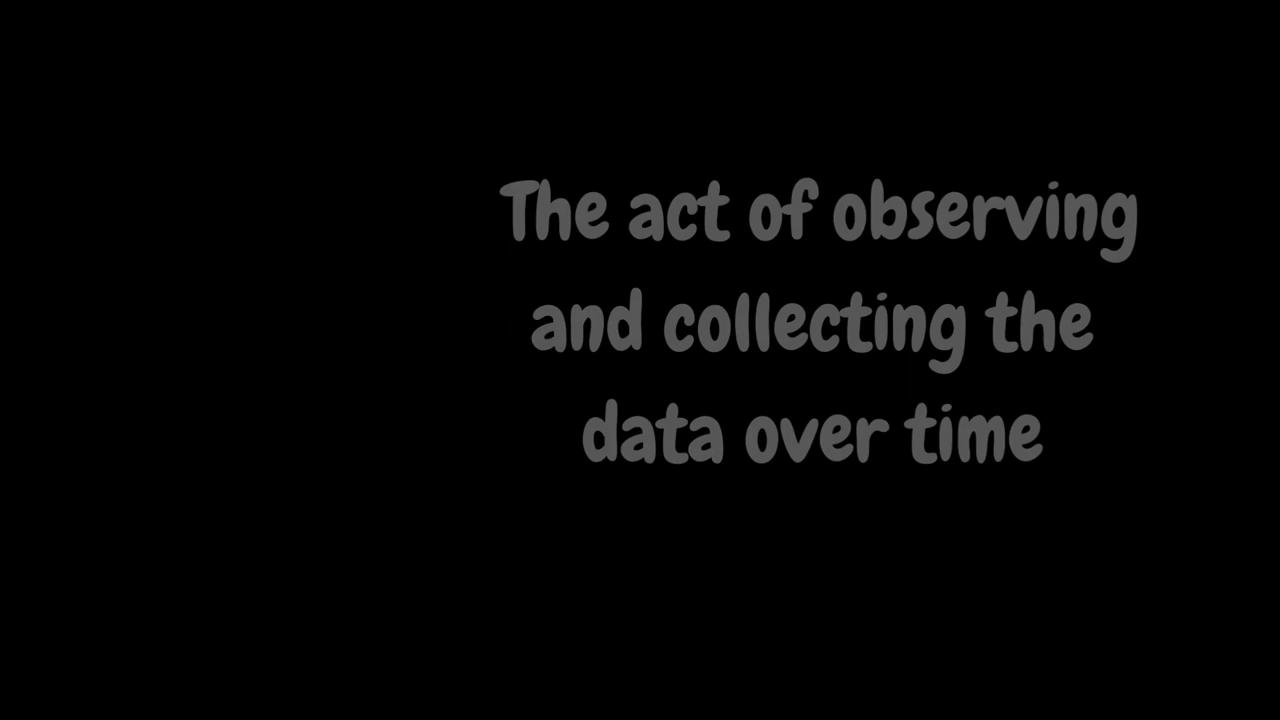 The act of observing
and collecting the
data over time